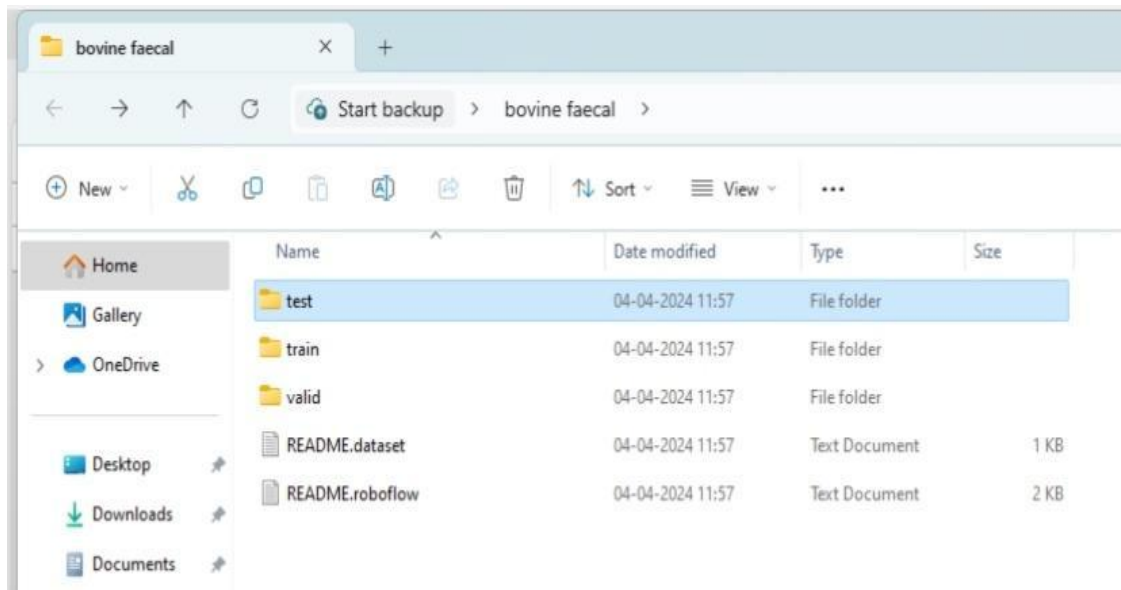 bovine faecal
Start backup > bovine faecal >
New Sort View ...
Home
Gallery
OneDrive
Desktop
Downloads
Documents
Name Date modified Type Size
test 04-04-2024 11:57 File folder
train 04-04-2024 11:57 File folder
valid 04-04-2024 11:57 File folder
README.dataset 04-04-2024 11:57 Text Document 1 KB
README.roboflow 04-04-2024 11:57 Text Document 2 KB